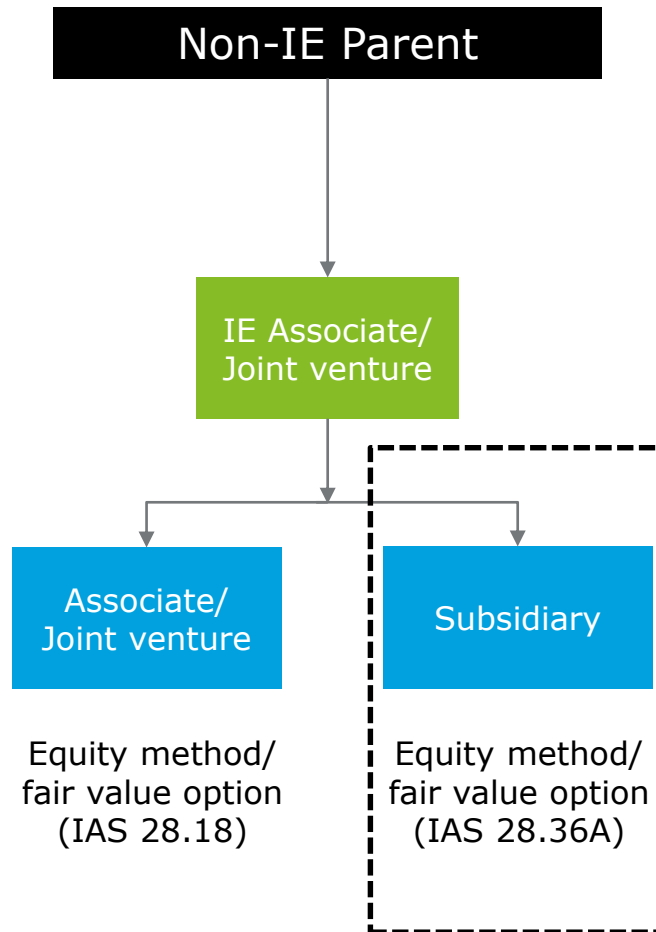 Non-IE Parent
IE Associate/
Joint venture
Associate/
Joint venture
Subsidiary
Equity method/
fair value option
(IAS 28.18)
Equity method/
fair value option
(IAS 28.36A)